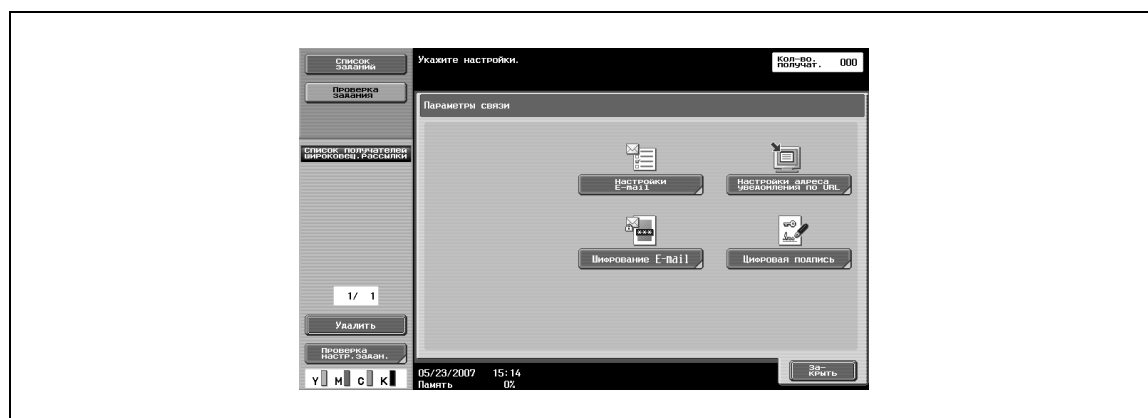 Список
заданий
Укажите настройки.
Кол-во.
получат. 000
Проверка
задания
Параметры связи
Список получателей
широковещ.рассылки
Настройки
E-mail
Настройки адреса
уведомления по URL
Шифрование E-mail
Цифровая подпись
1/ 1
Удалить
Проверка
настр.задан.
За-
крыть
05/23/2007 15:14
Память 0%
Y M C K